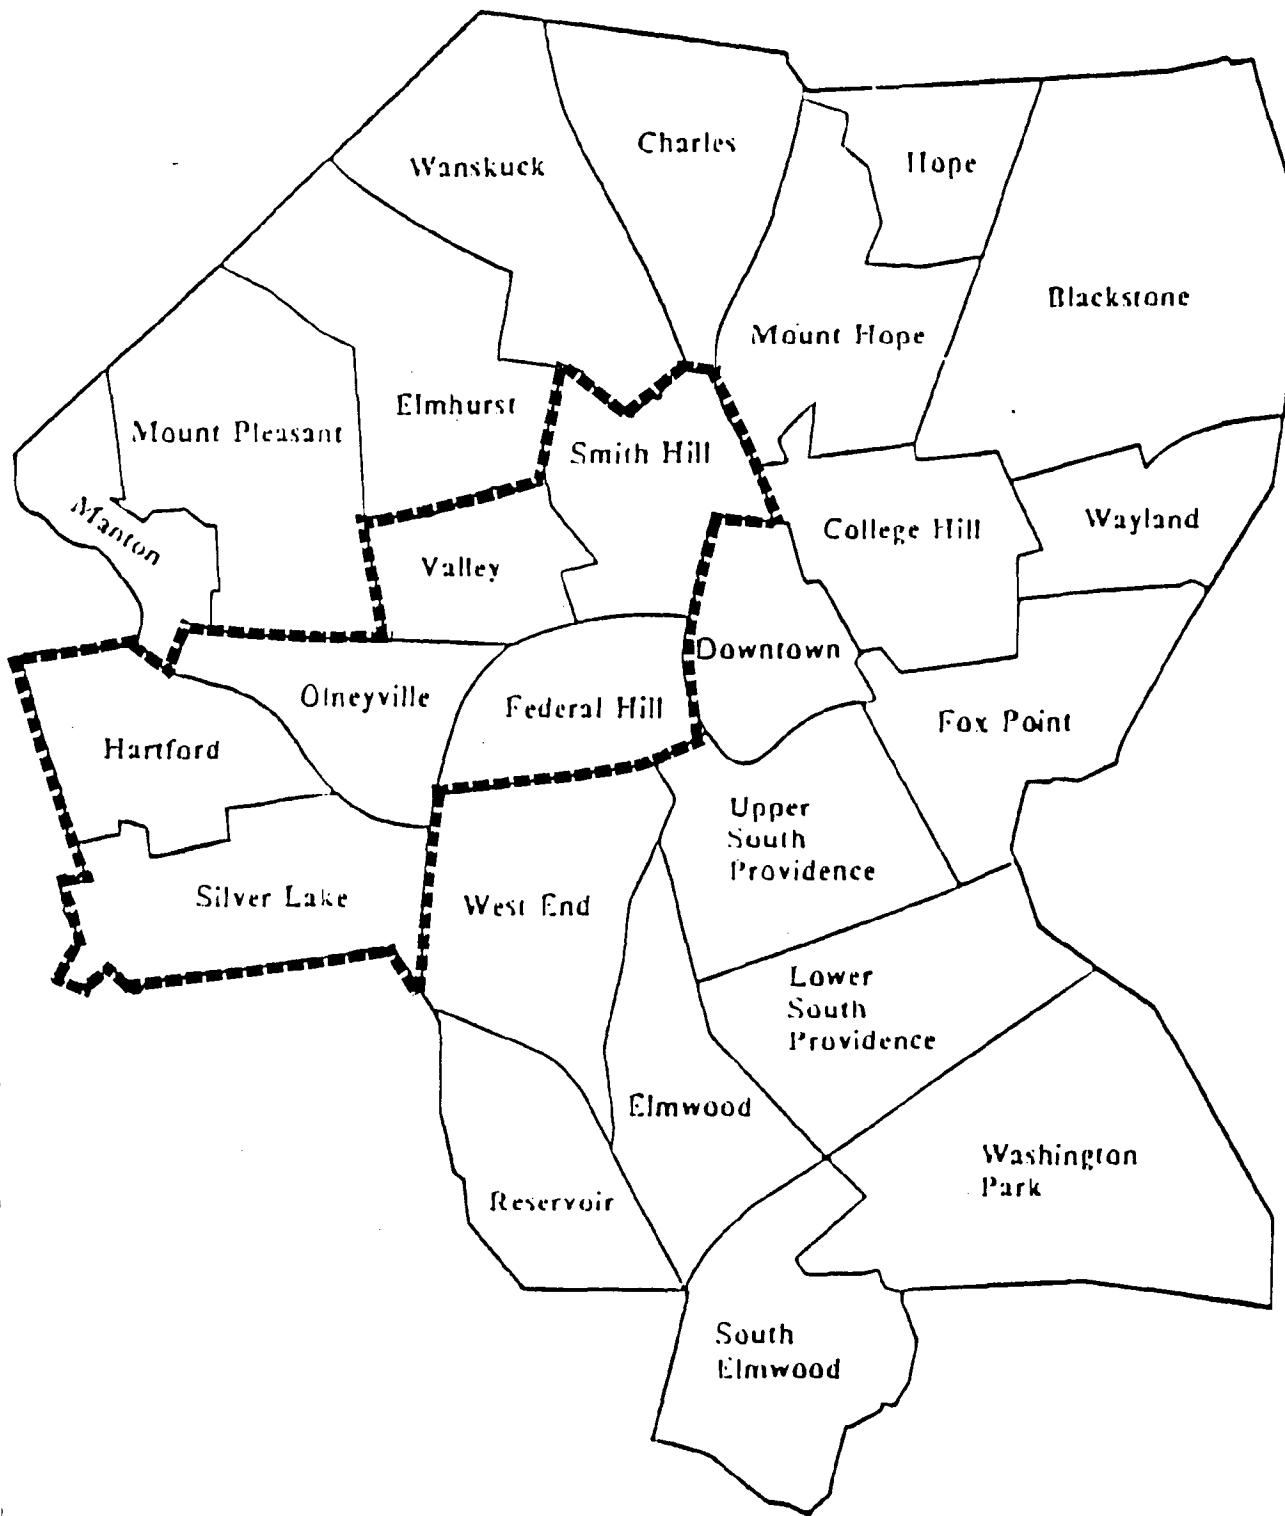 Charles
Wanskuck
Hope
Blackstone
Mount Hope
Elmhurst
Mount Pleasant
Smith Hill
Manton
Wayland
College Hill
Valley
Downtown
Olneyville
Federal Hill
Fox Point
Hartford
Upper
South
Providence
Silver Lake
West End
Lower
South
Providence
Elmwood
Washington
Park
Reservoir
South
Elmwood